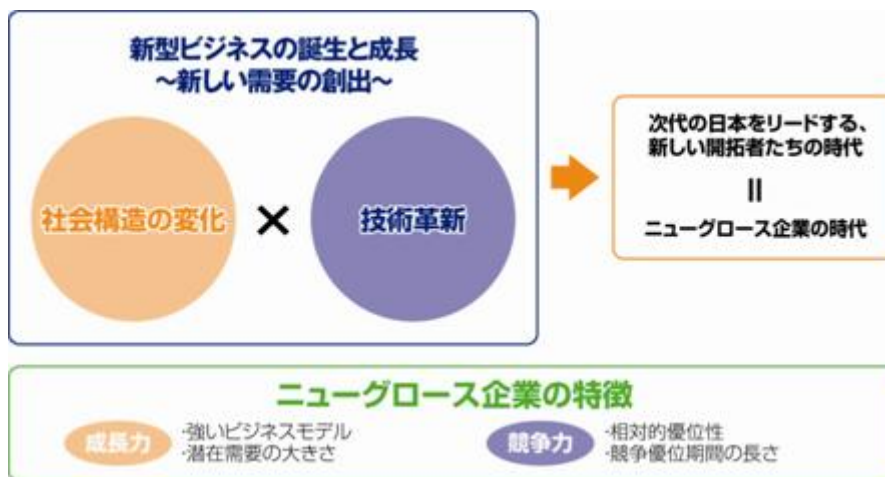 新型ビジネスの誕生と成長
～新しい需要の創出～
社会構造の変化
×
技術革新
次代の日本をリードする、
新しい開拓者たちの時代
||
ニューグロース企業の時代
ニューグロース企業の特徴
成長力
·強いビジネスモデル
·潜在需要の大きさ
競争力
·相対的優位性
·競争優位期間の長さ